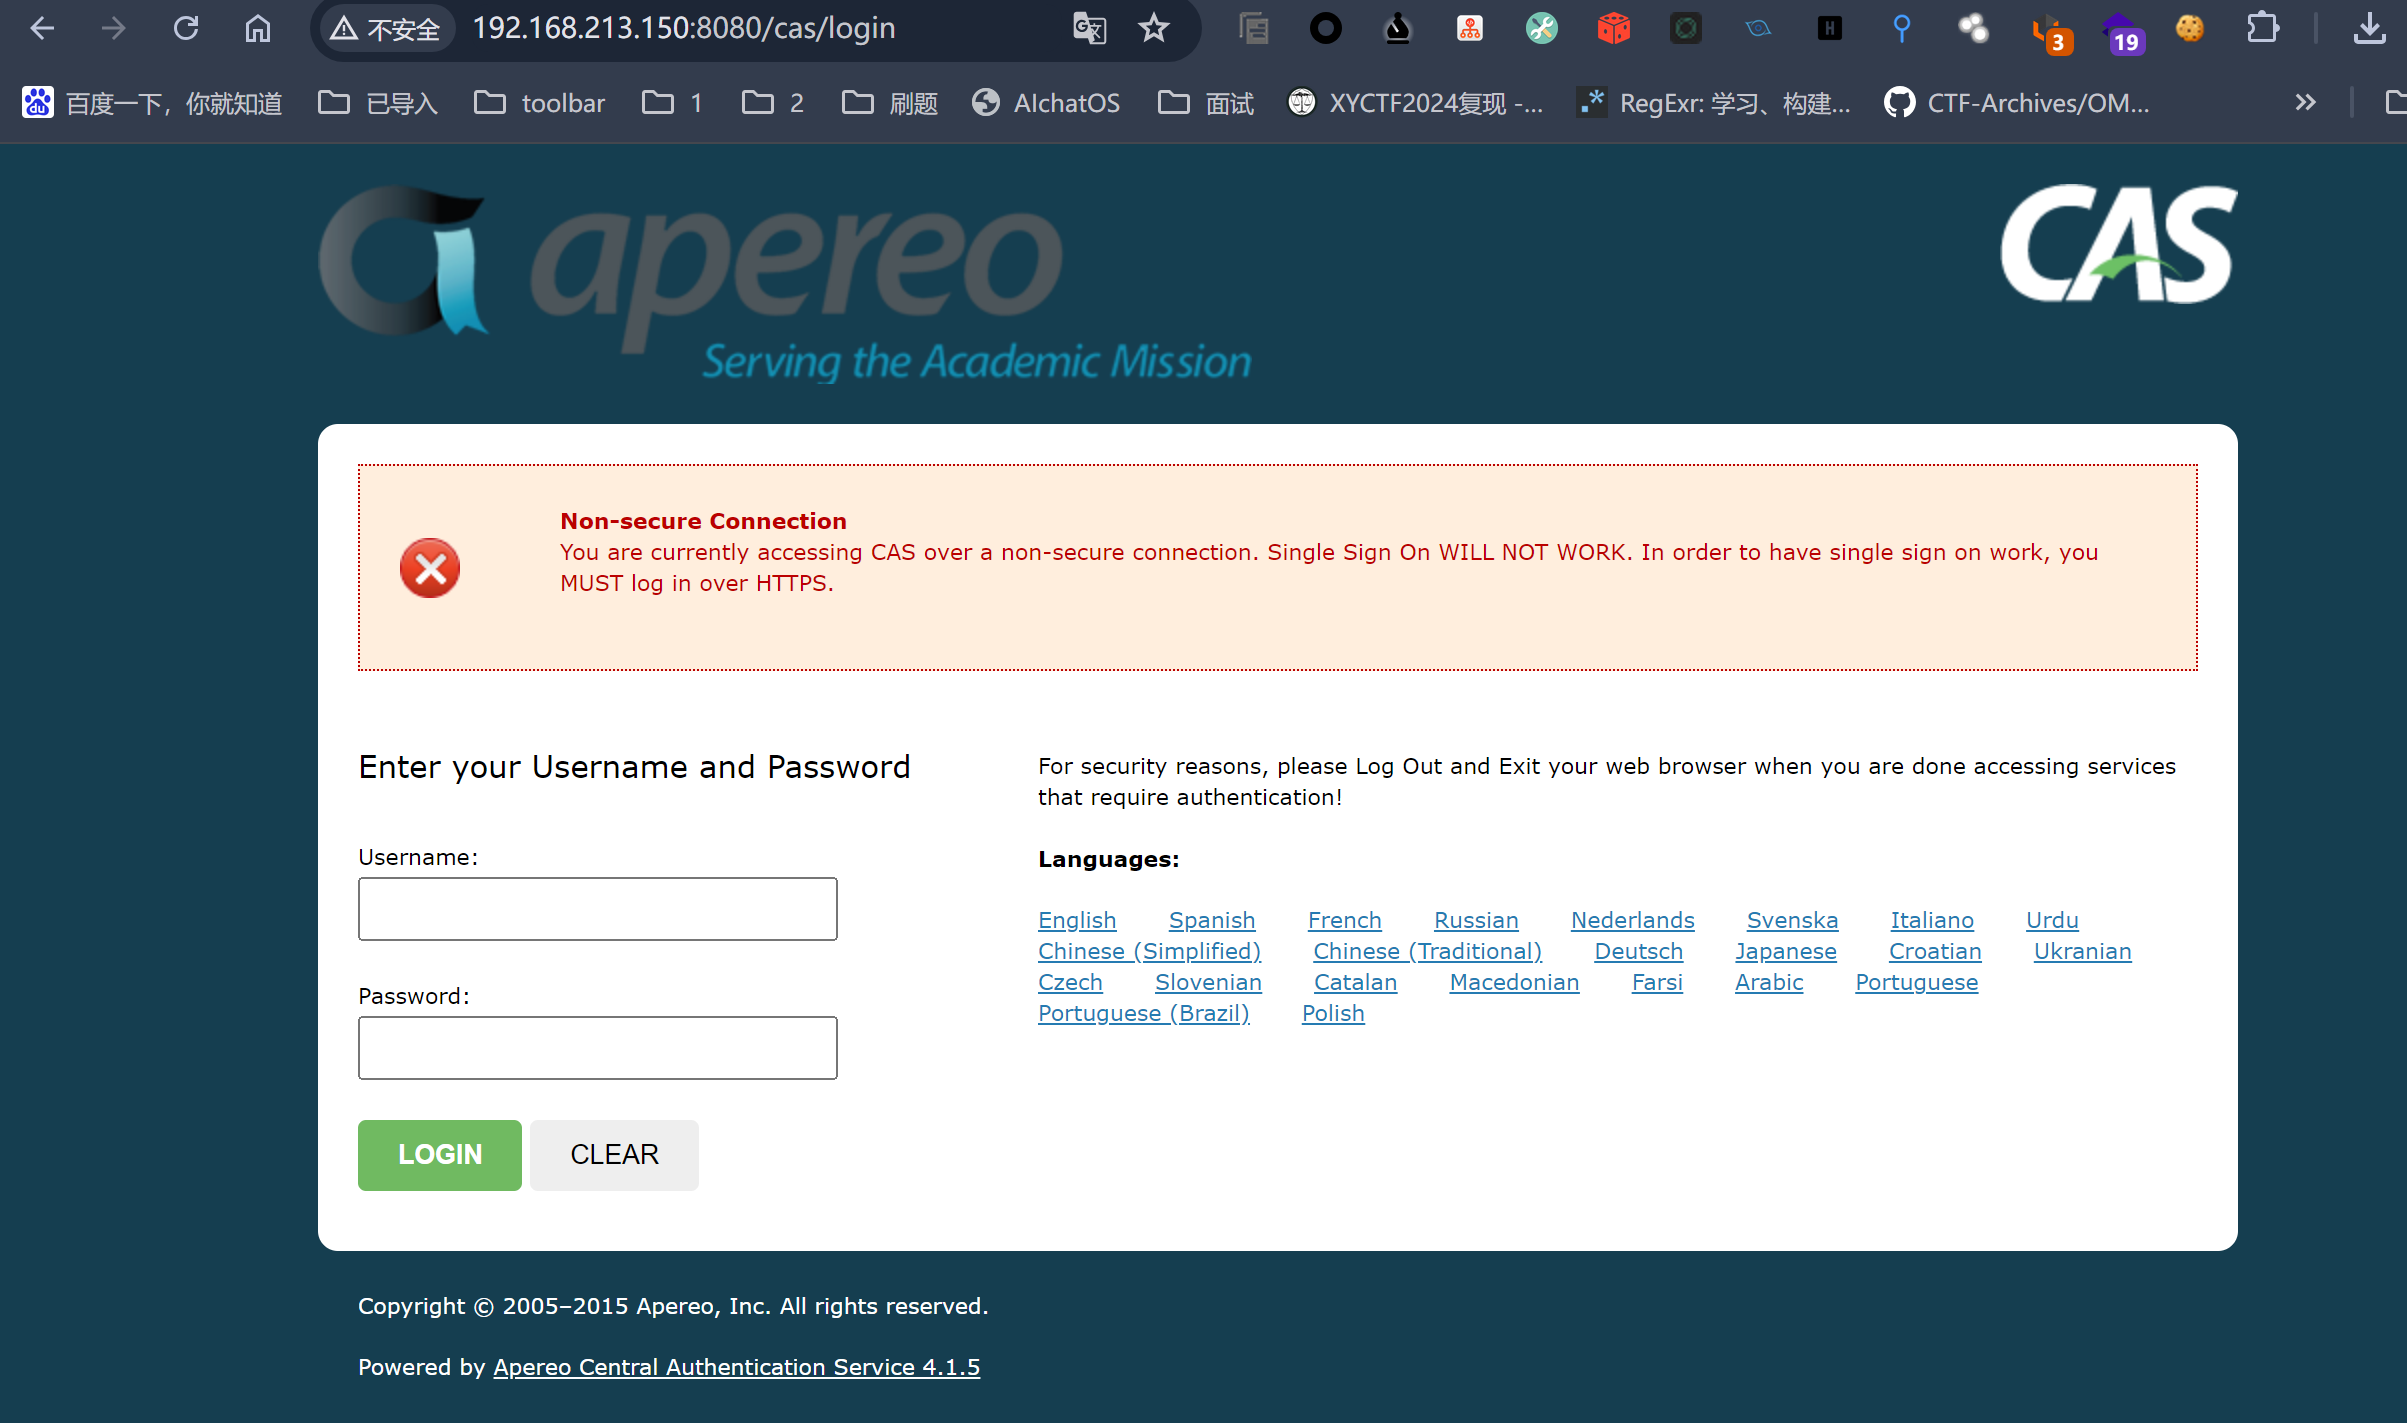 不安全 192.168.213.150:8080/cas/login
3
19
百度一下，你就知道 已导入 toolbar 1 2 刷题 AIchatOS 面试 XYCTF2024复现 -... RegExr: 学习、构建... CTF-Archives/OM...
apereo
Serving the Academic Mission
CAS
Non-secure Connection
You are currently accessing CAS over a non-secure connection. Single Sign On WILL NOT WORK. In order to have single sign on work, you
MUST log in over HTTPS.
Enter your Username and Password
Username:
Password:
LOGIN CLEAR
For security reasons, please Log Out and Exit your web browser when you are done accessing services
that require authentication!
Languages:
English Spanish French Russian Nederlands Svenska Italiano Urdu
Chinese (Simplified) Chinese (Traditional) Deutsch Japanese Croatian Ukranian
Czech Slovenian Catalan Macedonian Farsi Arabic Portuguese
Portuguese (Brazil) Polish
Copyright © 2005–2015 Apereo, Inc. All rights reserved.
Powered by Apereo Central Authentication Service 4.1.5